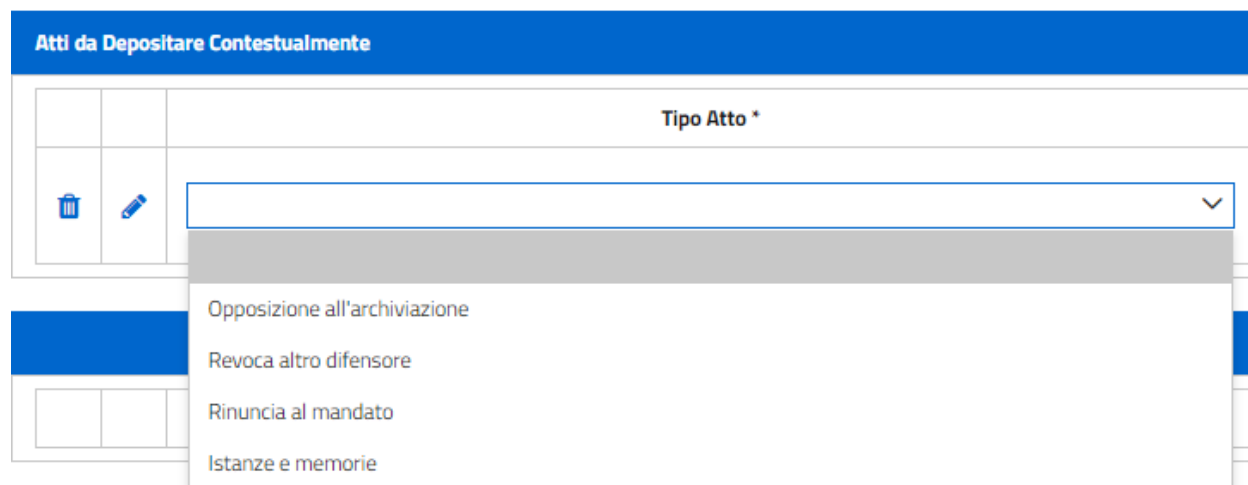 Atti da Depositare Contestualmente
Tipo Atto *
Opposizione all'archiviazione
Revoca altro difensore
Rinuncia al mandato
Istanze e memorie